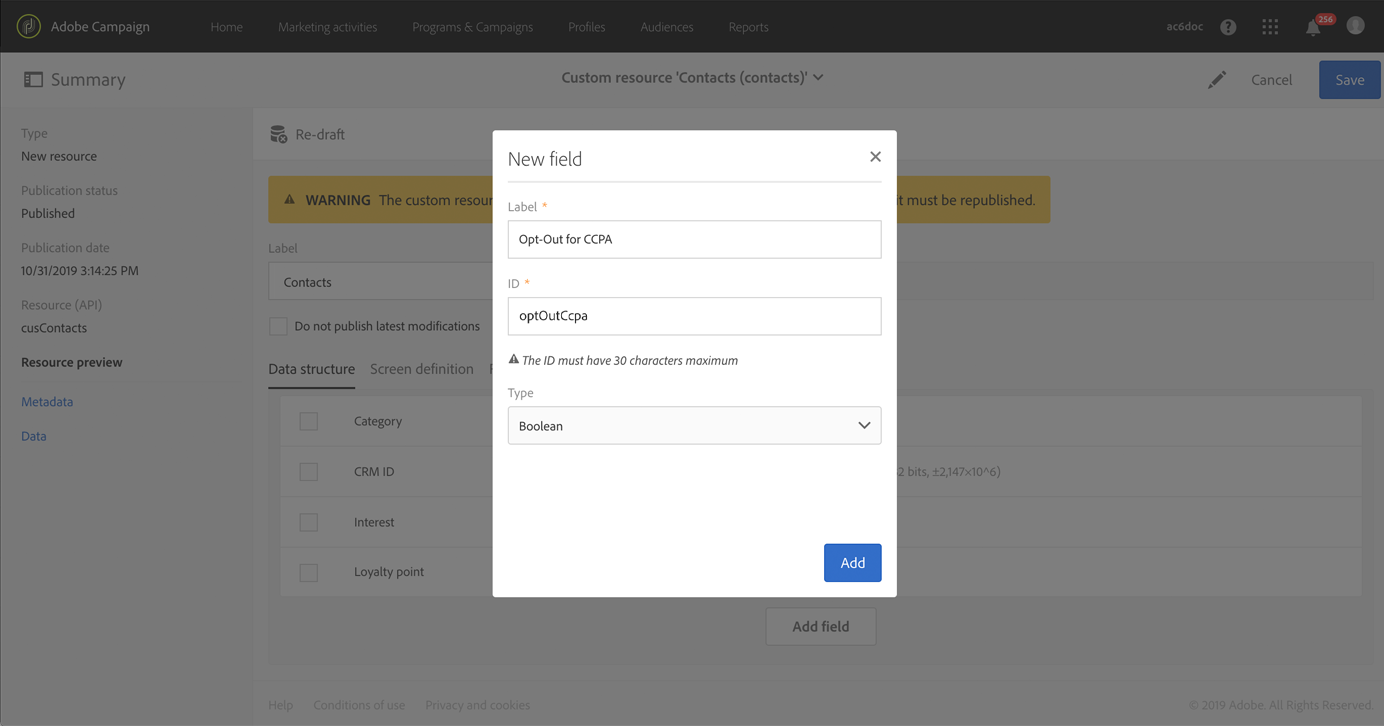 Adobe Campaign Home Marketing activities Programs & Campaigns Profiles Audiences Reports ac6doc ? 256
Summary Custom resource 'Contacts (contacts)' Cancel Save
Type
New resource
Publication status
Published
Publication date
10/31/2019 3:14:25 PM
Resource (API)
cusContacts
Resource preview
Metadata
Data
Re-draft
WARNING The custom resour it must be republished.
Label
Contacts
Do not publish latest modifications
Data structure Screen definition
Category
CRM ID 2 bits, ±2,147×10^6)
Interest
Loyalty point
Add field
New field
Label *
Opt-Out for CCPA
ID *
optOutCcpa
The ID must have 30 characters maximum
Type
Boolean
Add
Help Conditions of use Privacy and cookies © 2019 Adobe. All Rights Reserved.